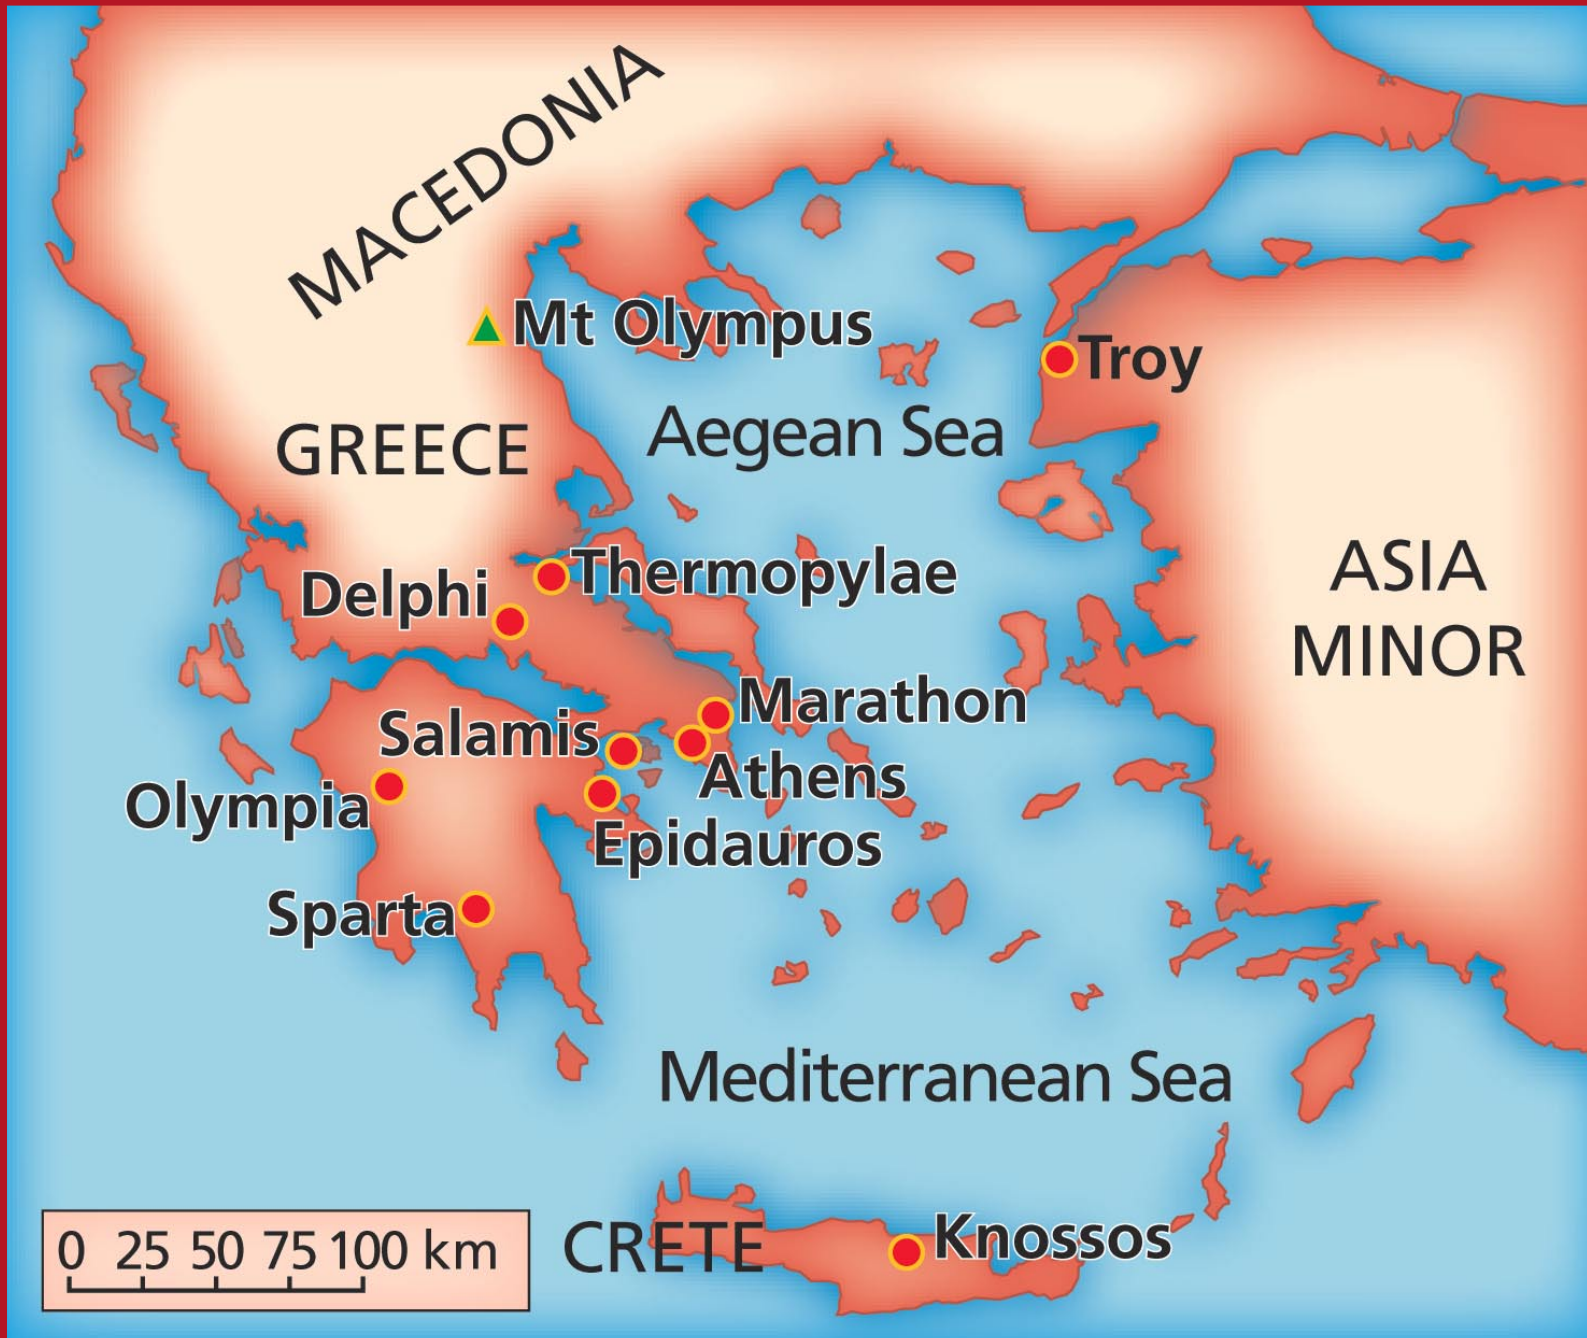 MACEDONIA
Mt Olympus
Troy
GREECE
Aegean Sea
ASIA
MINOR
Thermopylae
Delphi
Marathon
Salamis
Athens
Olympia
Epidauros
Sparta
Mediterranean Sea
CRETE
Knossos
0 25 50 75 100 km